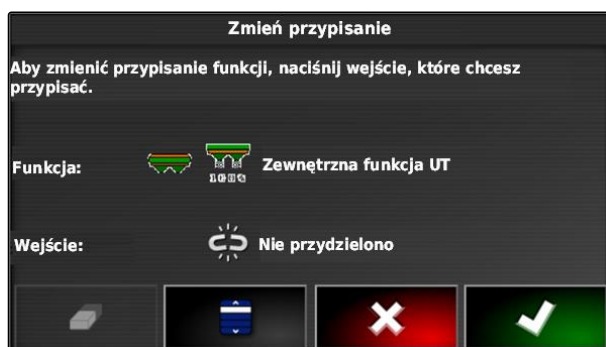 Zmień przypisanie
Aby zmienić przypisanie funkcji, naciśnij wejście, które chcesz
przypisać.
Funkcja:
Zewnętrzna funkcja UT
Wejście:
Nie przydzielono